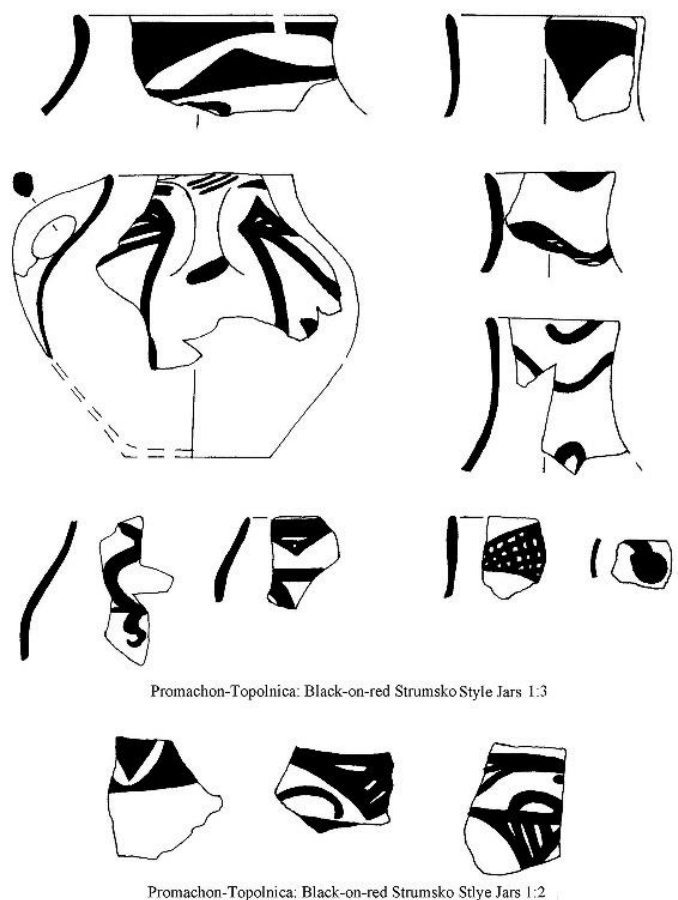 Promachon-Topolnica: Black-on-red Strumsko Style Jars 1:3
Promachon-Topolnica: Black-on-red Strumsko Stlye Jars 1:2